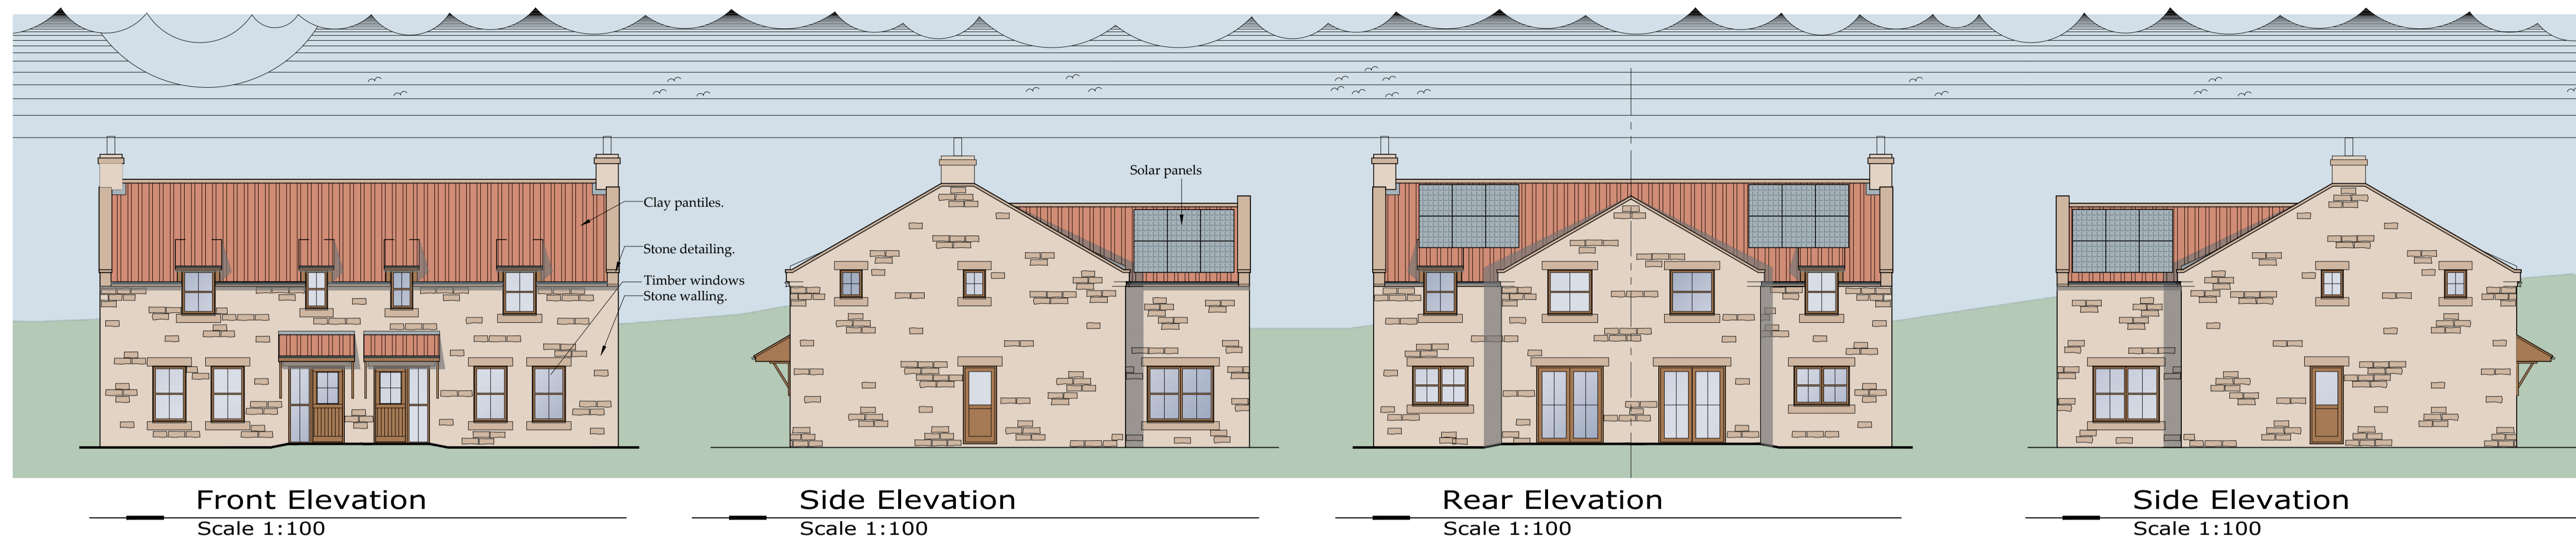 Solar panels
Clay pantiles.
Stone detailing.
Timber windows
Stone walling.
Front Elevation
Scale 1:100
Side Elevation
Scale 1:100
Rear Elevation
Scale 1:100
Side Elevation
Scale 1:100